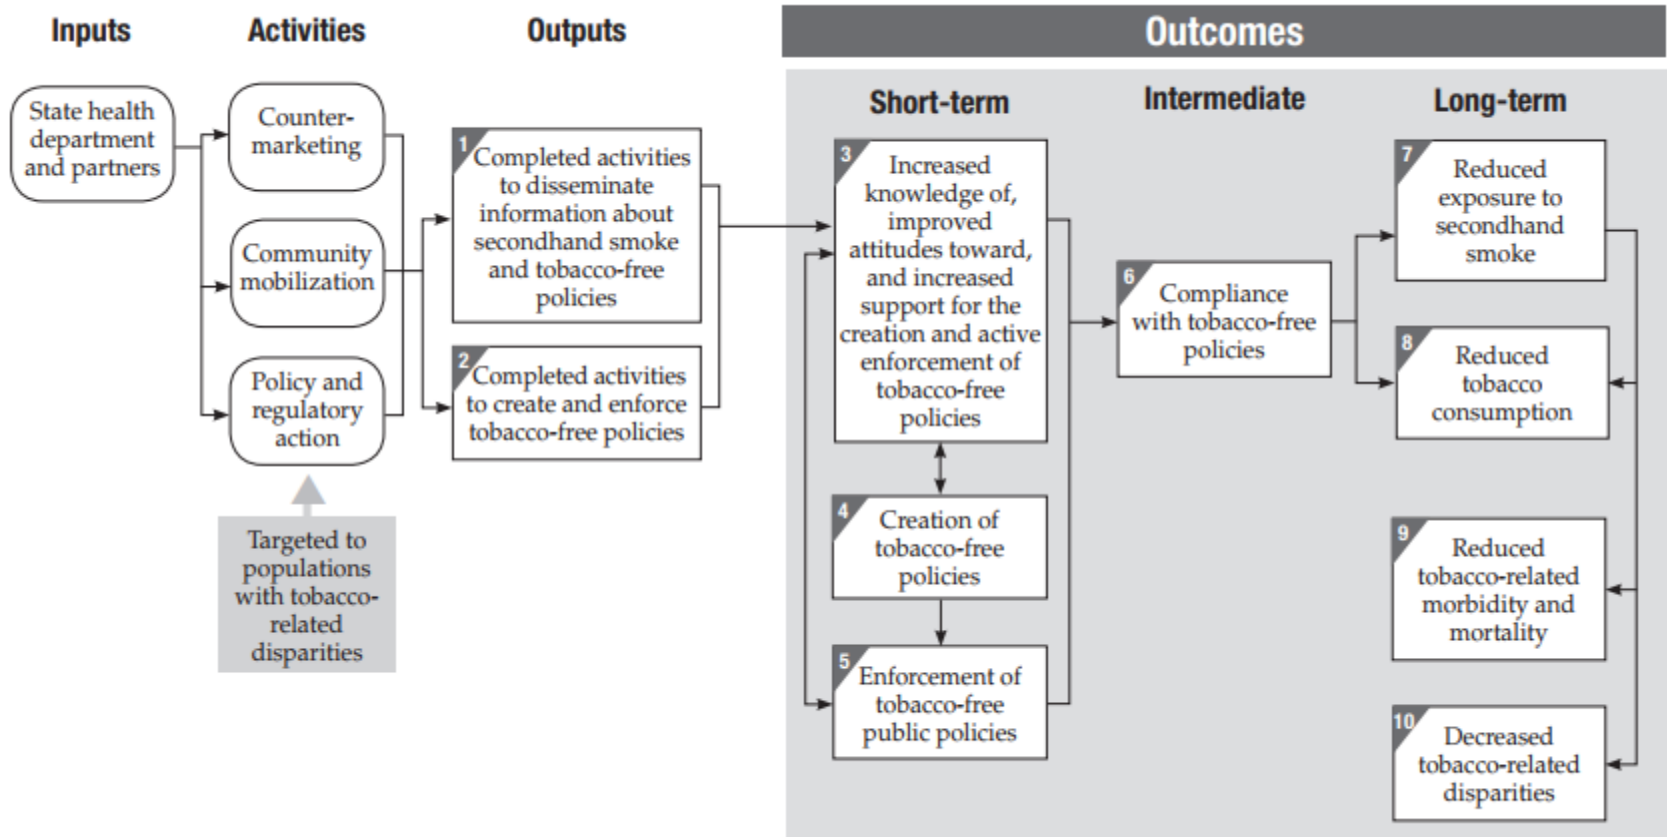 Inputs
Activities
Outputs
Outcomes
Short-term
Intermediate
Long-term
State health
department
and partners
Counter-
marketing
Community
mobilization
Policy and
regulatory
action
Targeted to
populations
with tobacco-
related
disparities
1
Completed activities
to disseminate
information about
secondhand smoke
and tobacco-free
policies
2
Completed activities
to create and enforce
tobacco-free policies
3
Increased
knowledge of,
improved
attitudes toward,
and increased
support for the
creation and active
enforcement of
tobacco-free
policies
4
Creation of
tobacco-free
policies
5
Enforcement of
tobacco-free
public policies
6
Compliance
with tobacco-free
policies
7
Reduced
exposure to
secondhand
smoke
8
Reduced
tobacco
consumption
9
Reduced
tobacco-related
morbidity and
mortality
10
Decreased
tobacco-related
disparities